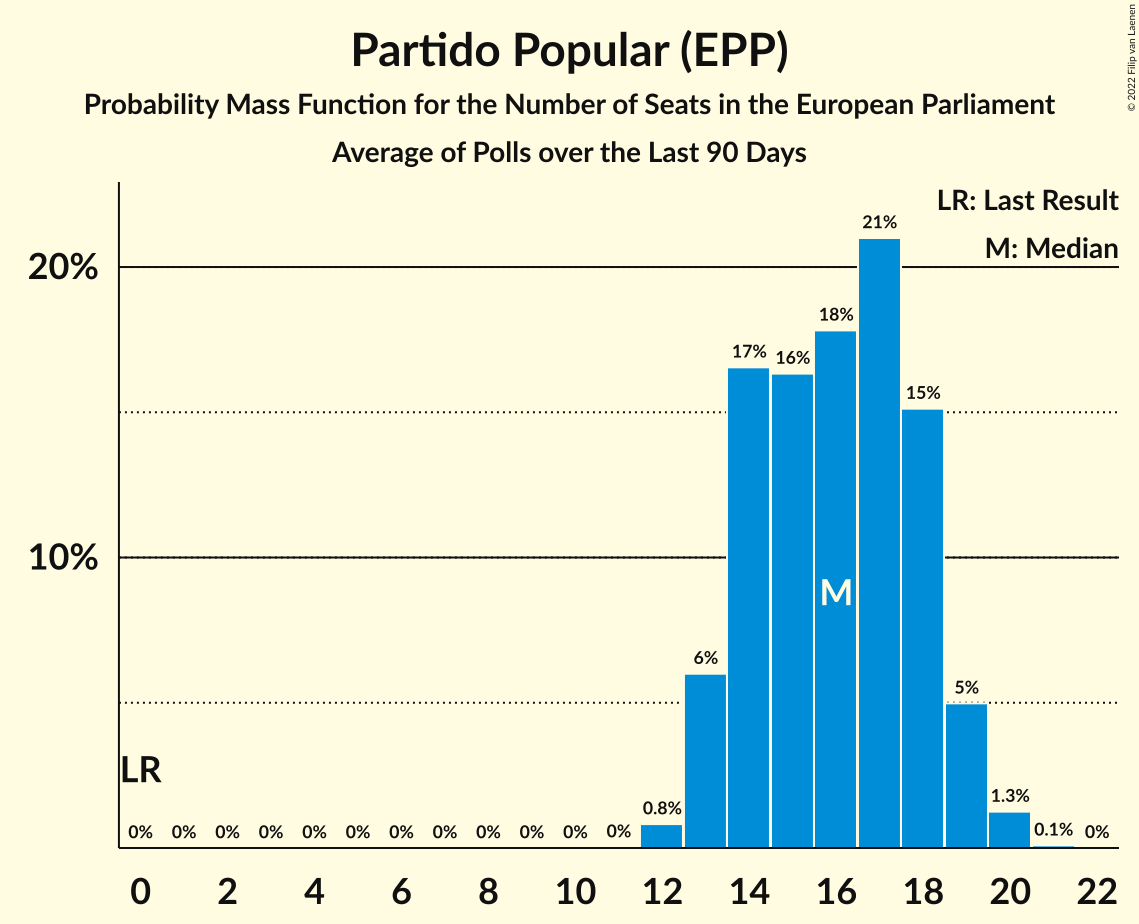 Partido Popular (EPP)
Probability Mass Function for the Number of Seats in the European Parliament
Average of Polls over the Last 90 Days
© 2022 Filip van Laenen
LR: Last Result
M: Median
20%
10%
21%
18%
17%
16%
15%
6%
5%
M
LR
0.8%
1.3%
0.1%
0%
0%
0%
0%
0%
0%
0%
0%
0%
0%
0%
0%
0%
0 2 4 6 8 10 12 14 16 18 20 22